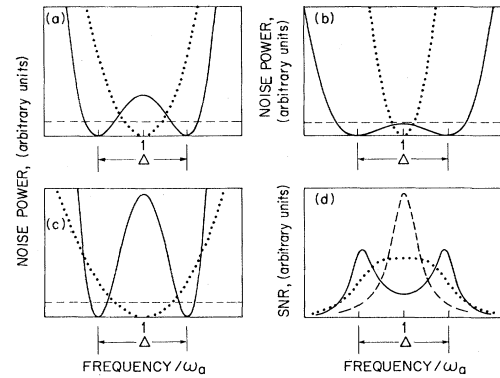 (a)
(b)
NOISE POWER, (arbitrary units)
NOISE POWER,
(arbitrary units)
1
Δ
1
Δ
(c)
(d)
SNR, (arbitrary units)
1
Δ
1
Δ
FREQUENCY/ωa
FREQUENCY/ωa